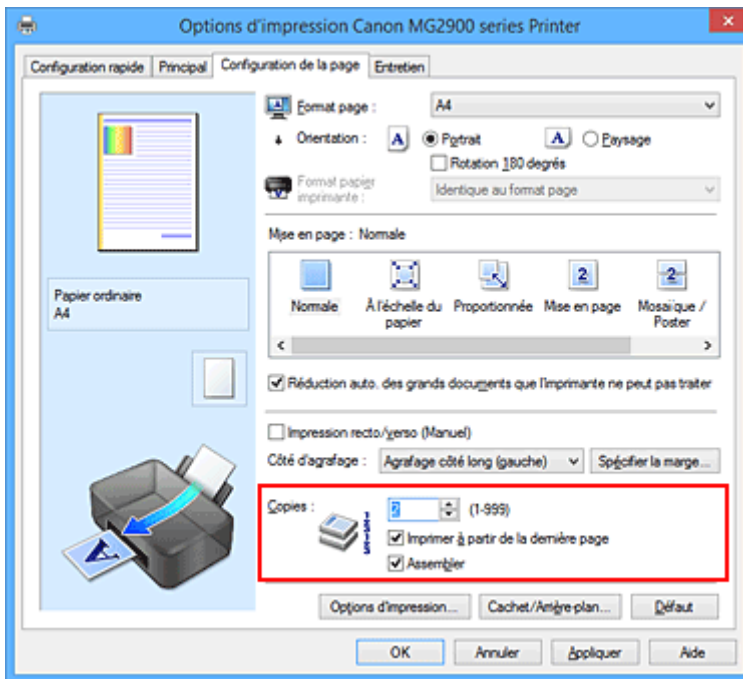 Options d'impression Canon MG2900 series Printer
Configuration rapide Principal Configuration de la page Entretien
Format page : A4
Orientation : A Portrait A Paysage
Rotation 180 degrés
Format papier imprimante : Identique au format page
Mise en page : Normale
Papier ordinaire
A4
Normale À l'échelle du papier Proportionnée Mise en page Mosaïque / Poster
Réduction auto. des grands documents que l'imprimante ne peut pas traiter
Impression recto/verso (Manuel)
Côté d'agrafage : Agrafage côté long (gauche) Spécifier la marge...
Copies : 2 (1-999)
Imprimer à partir de la dernière page
Assembler
Options d'impression... Cachet/Arrière-plan... Défaut
OK Annuler Appliquer Aide